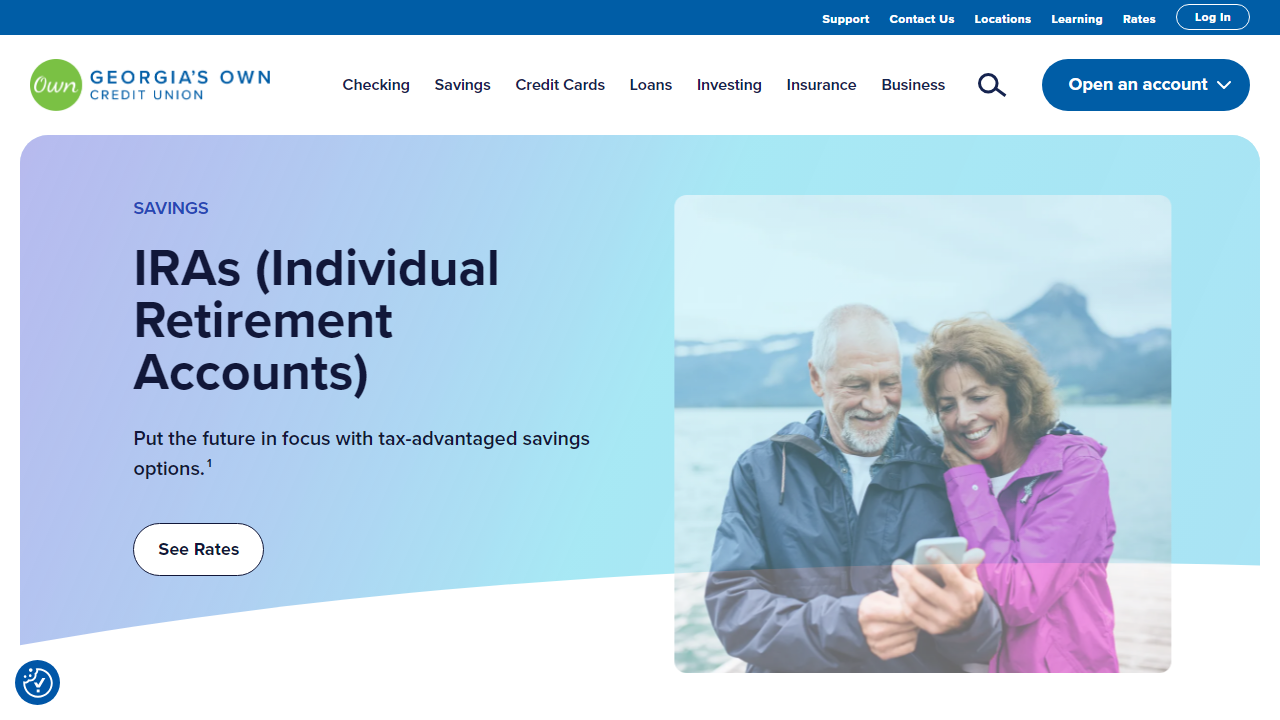 Support Contact Us Locations Learning Rates Log In
Own GEORGIA'S OWN
CREDIT UNION
Checking Savings Credit Cards Loans Investing Insurance Business Open an account
SAVINGS
IRAs (Individual
Retirement
Accounts)
Put the future in focus with tax-advantaged savings
options.1
See Rates